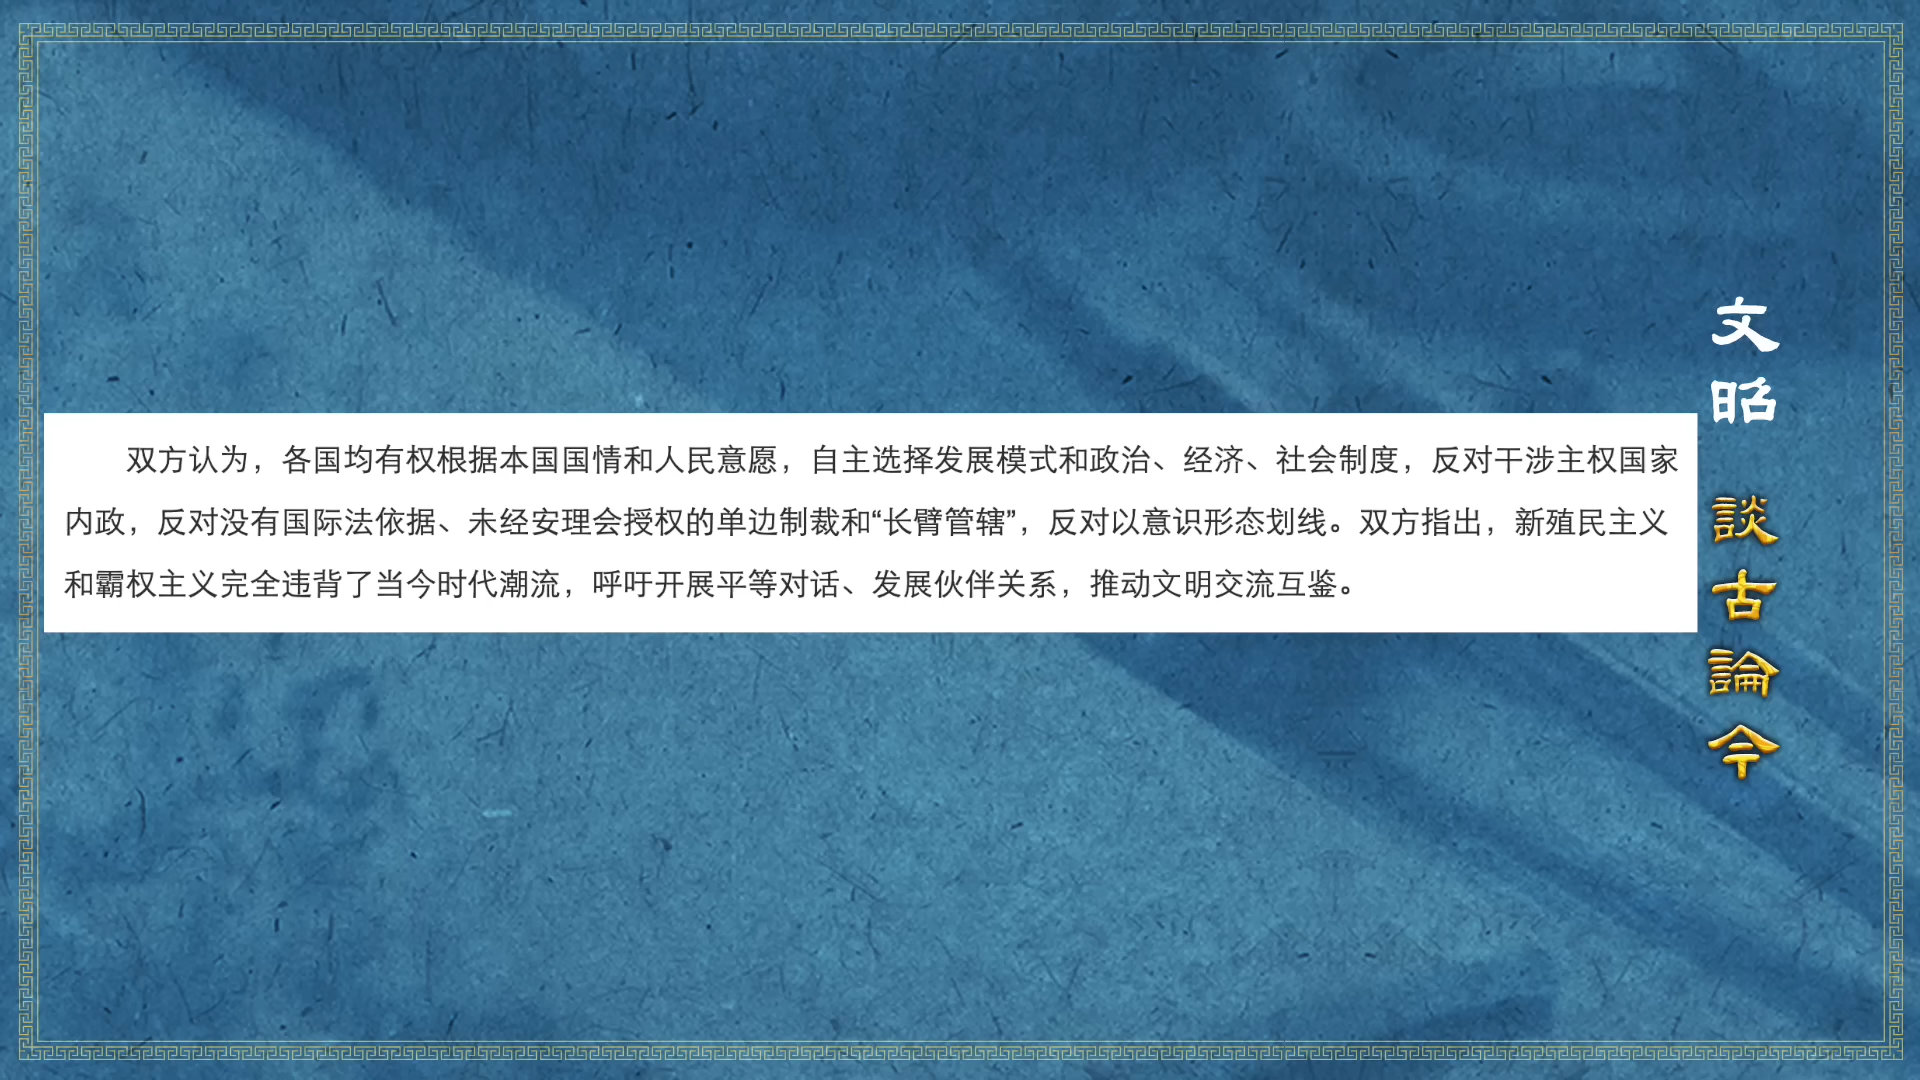 双方认为，各国均有权根据本国国情和人民意愿，自主选择发展模式和政治、经济、社会制度，反对干涉主权国家
内政，反对没有国际法依据、未经安理会授权的单边制裁和“长臂管辖”，反对以意识形态划线。双方指出，新殖民主义
和霸权主义完全违背了当今时代潮流，呼吁开展平等对话、发展伙伴关系，推动文明交流互鉴。
文昭
談古論今